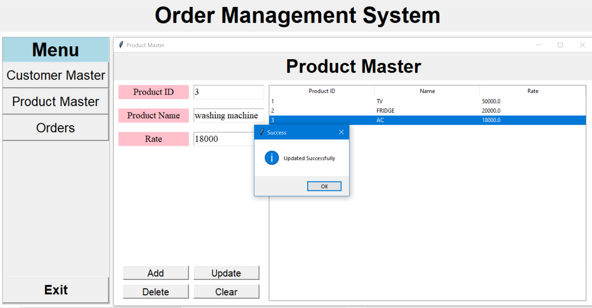 Order Management System
Menu
Customer Master
Product Master
Orders
Exit
Product Master
Product Master
Product ID 3
Product Name washing machine
Rate 18000
Add Update
Delete Clear
Product ID Name Rate
1 TV 50000.0
2 FRIDGE 20000.0
3 AC 18000.0
Success
Updated Successfully
OK